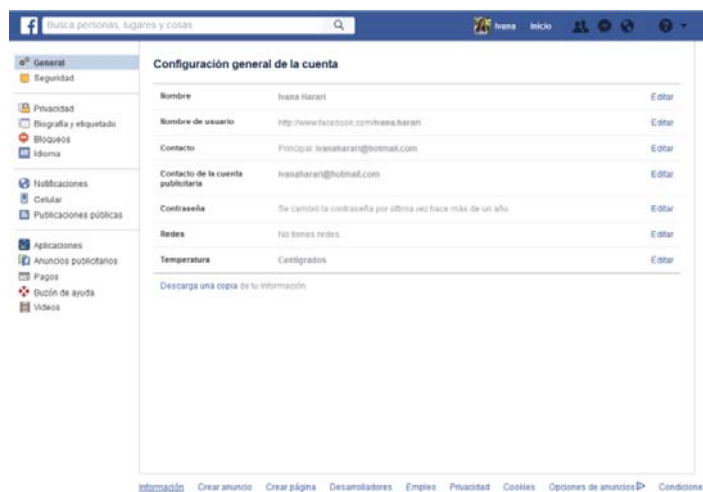 f
Busca personas, lugares y cosas
Ivana
Inicio
General
Seguridad
Privacidad
Biografía y etiquetado
Bloqueos
Idioma
Notificaciones
Celular
Publicaciones públicas
Aplicaciones
Anuncios publicitarios
Pagos
Buzón de ayuda
Videos
Configuración general de la cuenta
Nombre Ivana Harari Editar
Nombre de usuario http://www.facebook.com/ivana.harari Editar
Contacto Principal: ivanaharari@hotmail.com Editar
Contacto de la cuenta publicitaria ivanaharari@hotmail.com Editar
Contraseña Se cambió la contraseña por última vez hace más de un año. Editar
Redes No tienes redes. Editar
Temperatura Centígrados Editar
Descarga una copia de tu información.
Información Crear anuncio Crear página Desarrolladores Empleo Privacidad Cookies Opciones de anuncios Condicione